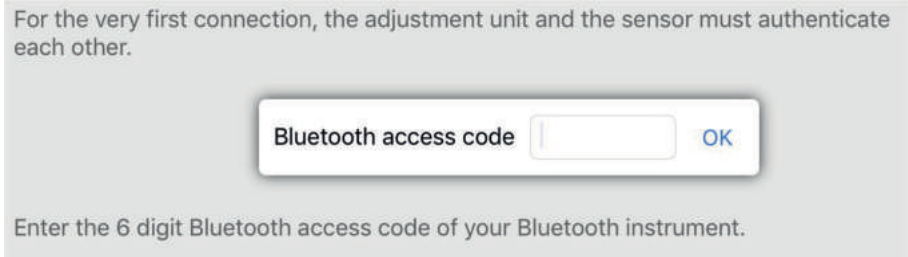 For the very first connection, the adjustment unit and the sensor must authenticate
each other.
Bluetooth access code OK
Enter the 6 digit Bluetooth access code of your Bluetooth instrument.